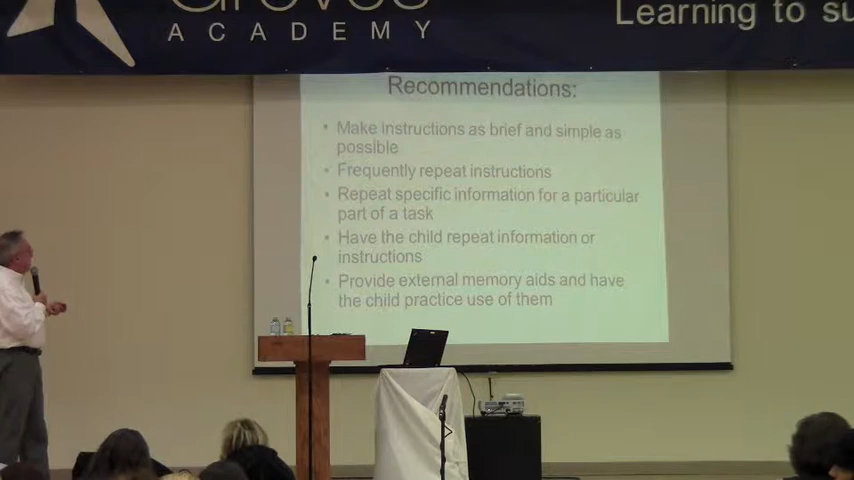 ACADEMY
Learning to
Recommendations:
• Make instructions as brief and simple as
possible
• Frequently repeat instructions
• Repeat specific information for a particular
part of a task
• Have the child repeat information or
instructions
• Provide external memory aids and have
the child practice use of them